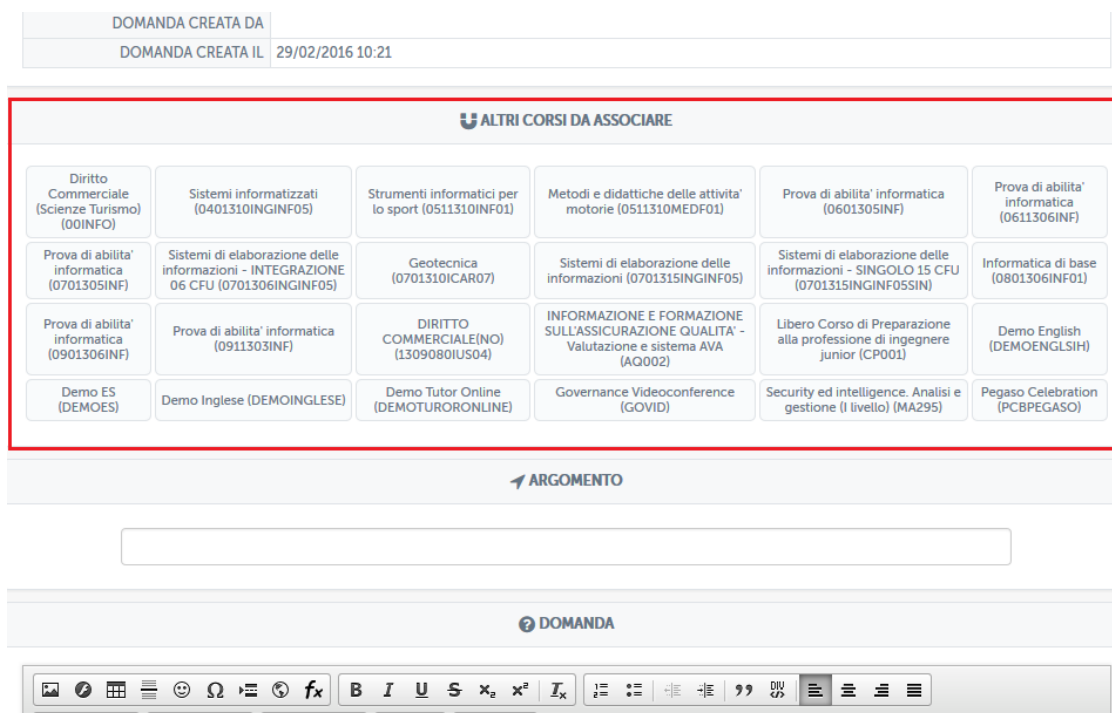 DOMANDA CREATA DA
DOMANDA CREATA IL 29/02/2016 10:21
ALTRI CORSI DA ASSOCIARE
Diritto
Commerciale
(Scienze Turismo)
(00INFO)
Sistemi informatizzati
(0401310INGINF05)
Strumenti informatici per
lo sport (0511310INF01)
Metodi e didattiche delle attivita'
motorie (0511310MEDF01)
Prova di abilita' informatica
(0601305INF)
Prova di abilita'
informatica
(0611306INF)
Prova di abilita'
informatica
(0701305INF)
Sistemi di elaborazione delle
informazioni - INTEGRAZIONE
06 CFU (0701306INGINF05)
Geotecnica
(0701310ICAR07)
Sistemi di elaborazione delle
informazioni (0701315INGINF05)
Sistemi di elaborazione delle
informazioni - SINGOLO 15 CFU
(0701315INGINF05SIN)
Informatica di base
(0801306INF01)
Prova di abilita'
informatica
(0901306INF)
Prova di abilita' informatica
(0911303INF)
DIRITTO
COMMERCIALE(NO)
(1309080IUS04)
INFORMAZIONE E FORMAZIONE
SULL'ASSICURAZIONE QUALITA' -
Valutazione e sistema AVA
(AQ002)
Libero Corso di Preparazione
alla professione di ingegnere
junior (CP001)
Demo English
(DEMOENGLSIH)
Demo ES
(DEMOES)
Demo Inglese (DEMOINGLESE)
Demo Tutor Online
(DEMOTURORONLINE)
Governance Videoconference
(GOVID)
Security ed intelligence. Analisi e
gestione (I livello) (MA295)
Pegaso Celebration
(PCBPEGASO)
ARGOMENTO
DOMANDA